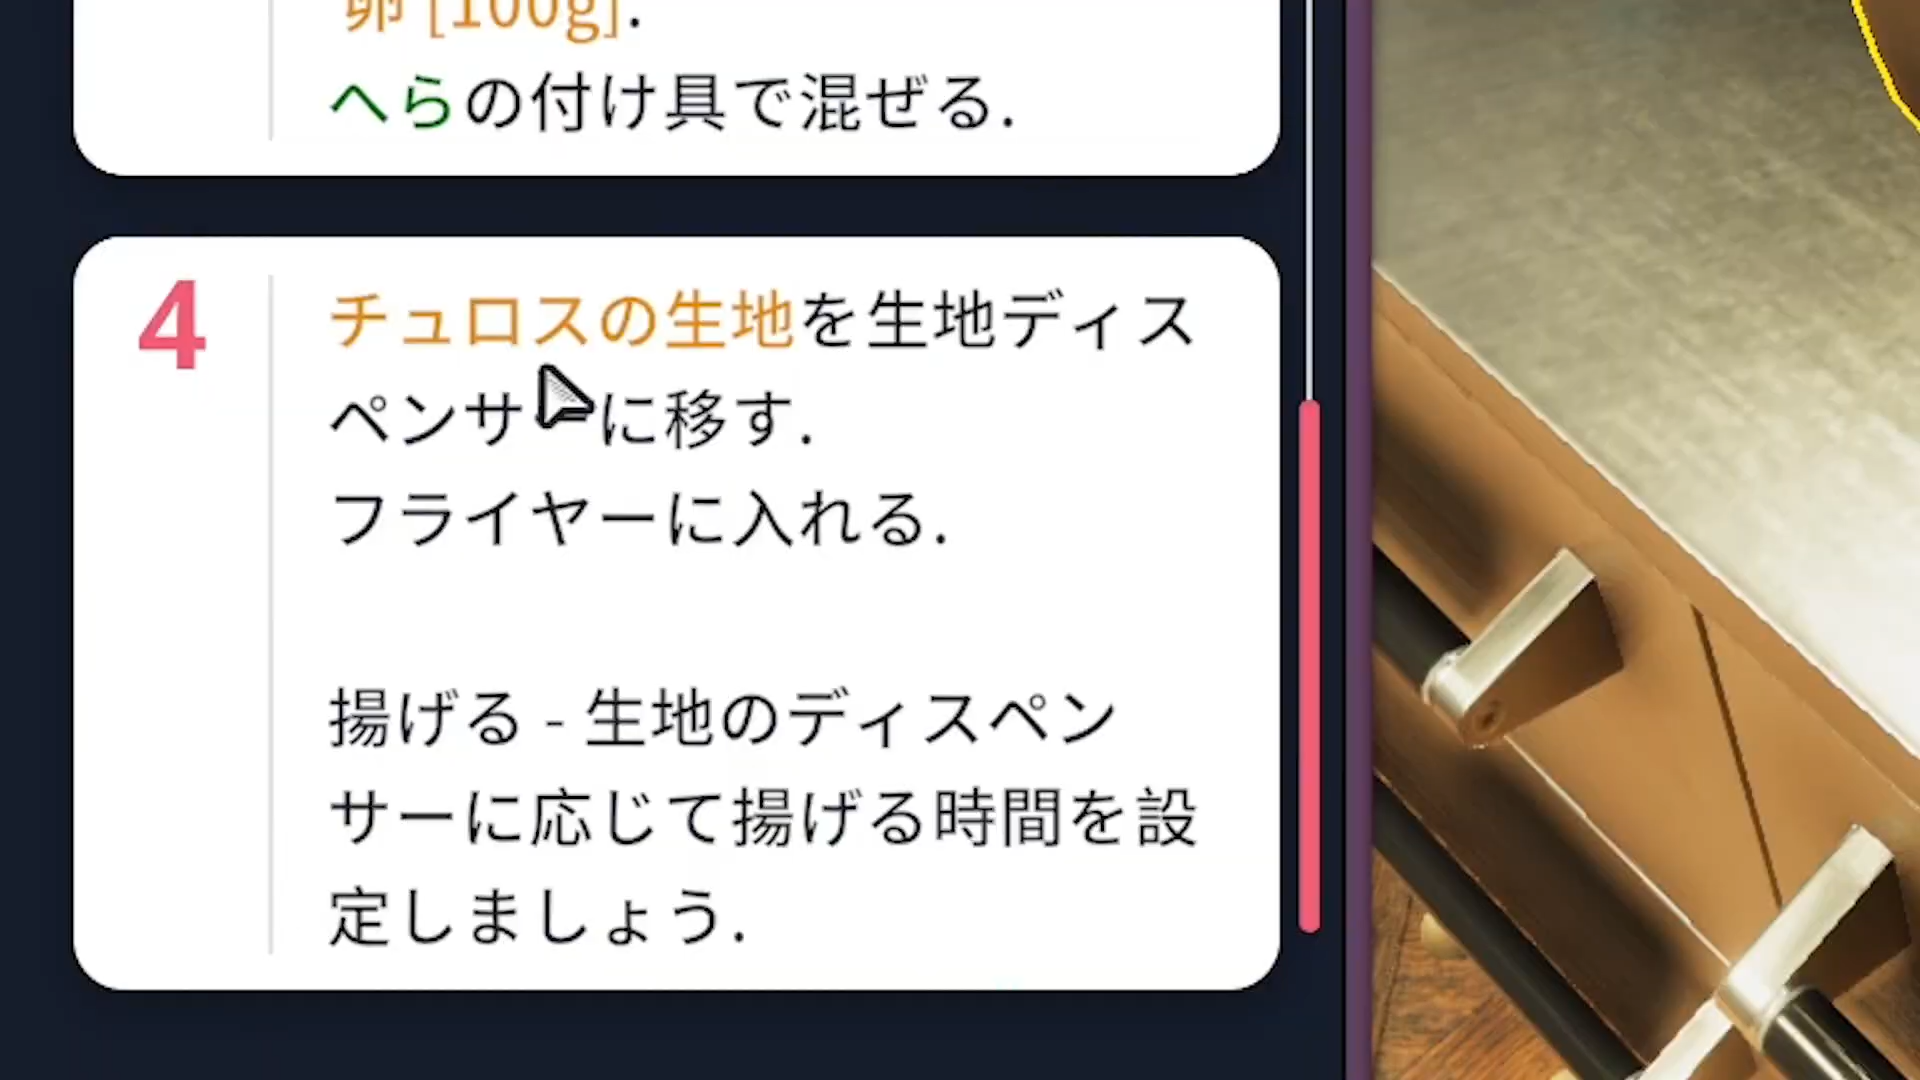 卵 [100g].
へらの付け具で混ぜる.
4
チュロスの生地を生地ディス
ペンサーに移す.
フライヤーに入れる.
揚げる - 生地のディスペン
サーに応じて揚げる時間を設
定しましょう.